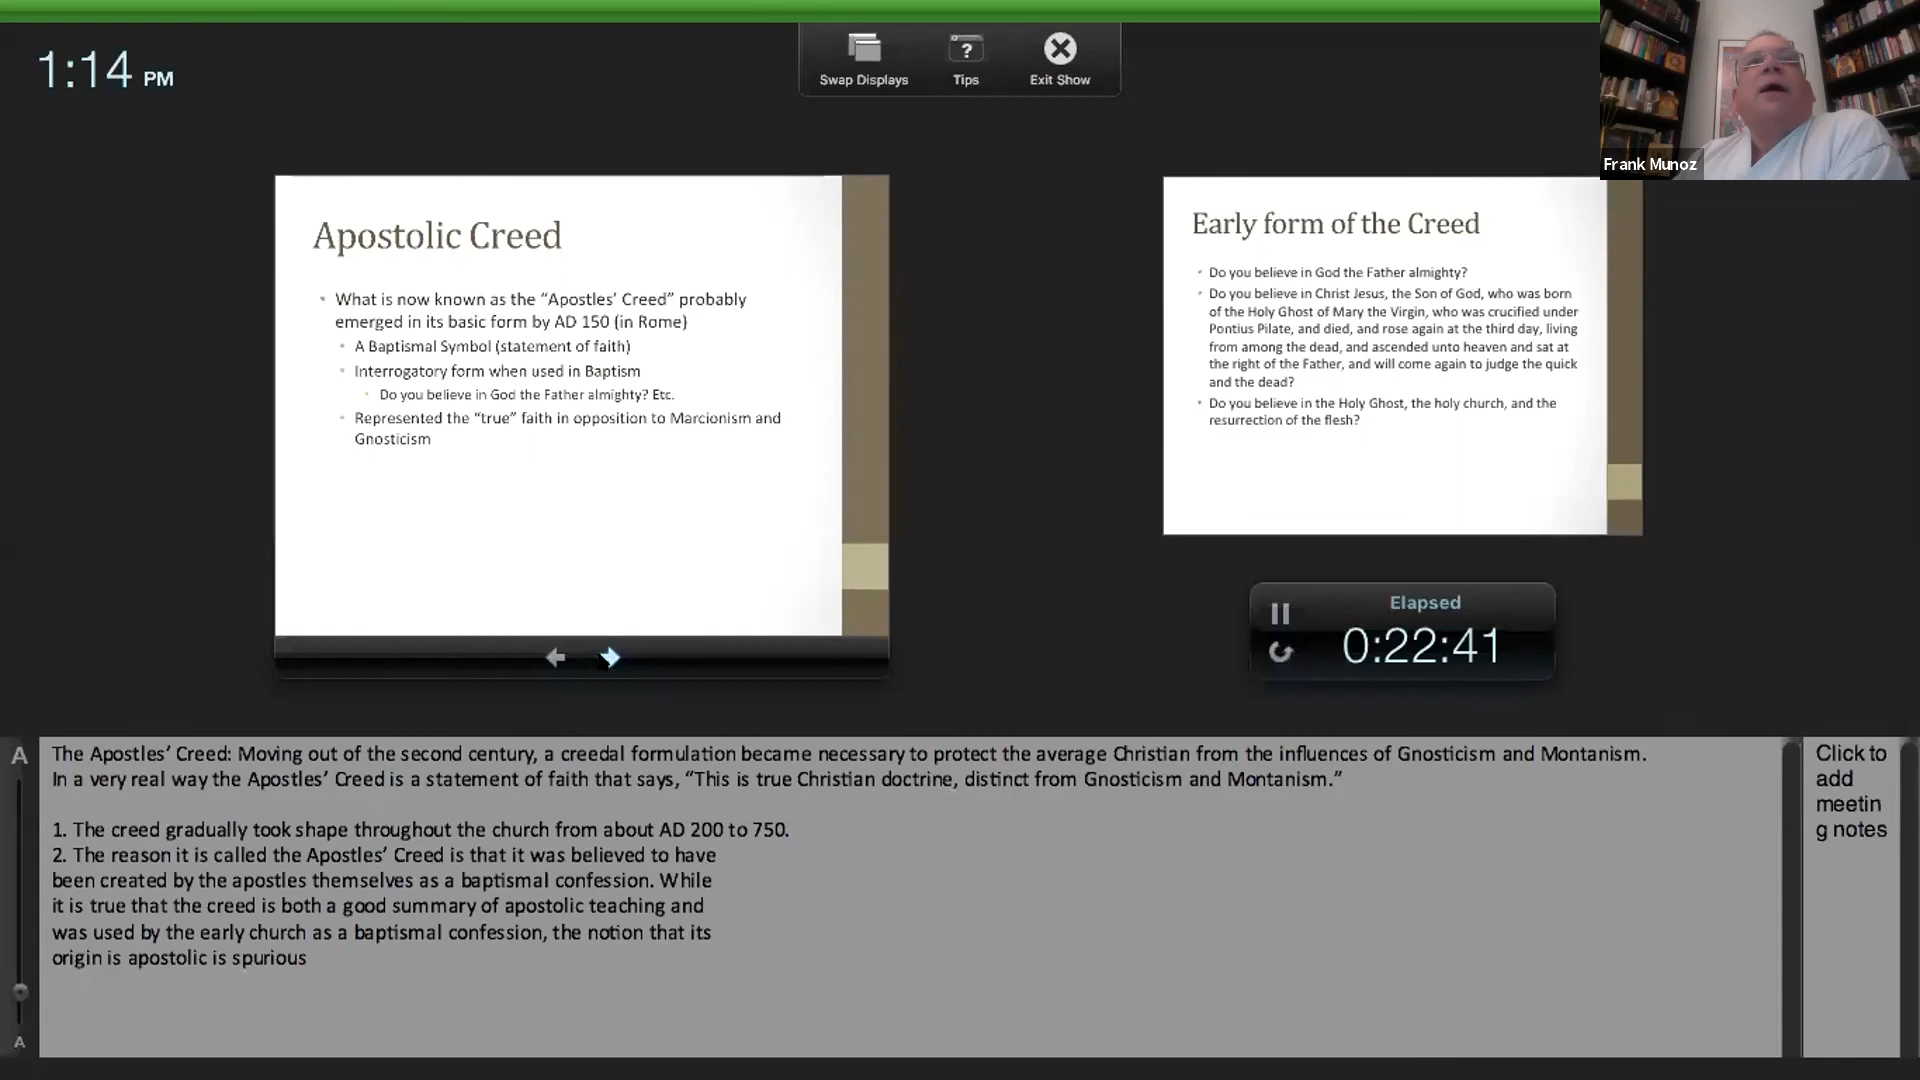 1:14 PM
Swap Displays
Tips
Exit Show
Frank Munoz
Apostolic Creed
• What is now known as the “Apostles’ Creed” probably
emerged in its basic form by AD 150 (in Rome)
• A Baptismal Symbol (statement of faith)
• Interrogatory form when used in Baptism
• Do you believe in God the Father almighty? Etc.
• Represented the “true” faith in opposition to Marcionism and
Gnosticism
Early form of the Creed
• Do you believe in God the Father almighty?
• Do you believe in Christ Jesus, the Son of God, who was born
of the Holy Ghost of Mary the Virgin, who was crucified under
Pontius Pilate, and died, and rose again at the third day, living
from among the dead, and ascended unto heaven and sat at
the right of the Father, and will come again to judge the quick
and the dead?
• Do you believe in the Holy Ghost, the holy church, and the
resurrection of the flesh?
Elapsed
0:22:41
A
The Apostles’ Creed: Moving out of the second century, a creedal formulation became necessary to protect the average Christian from the influences of Gnosticism and Montanism.
In a very real way the Apostles’ Creed is a statement of faith that says, “This is true Christian doctrine, distinct from Gnosticism and Montanism.”
1. The creed gradually took shape throughout the church from about AD 200 to 750.
2. The reason it is called the Apostles’ Creed is that it was believed to have
been created by the apostles themselves as a baptismal confession. While
it is true that the creed is both a good summary of apostolic teaching and
was used by the early church as a baptismal confession, the notion that its
origin is apostolic is spurious
A
Click to
add
meetin
g notes